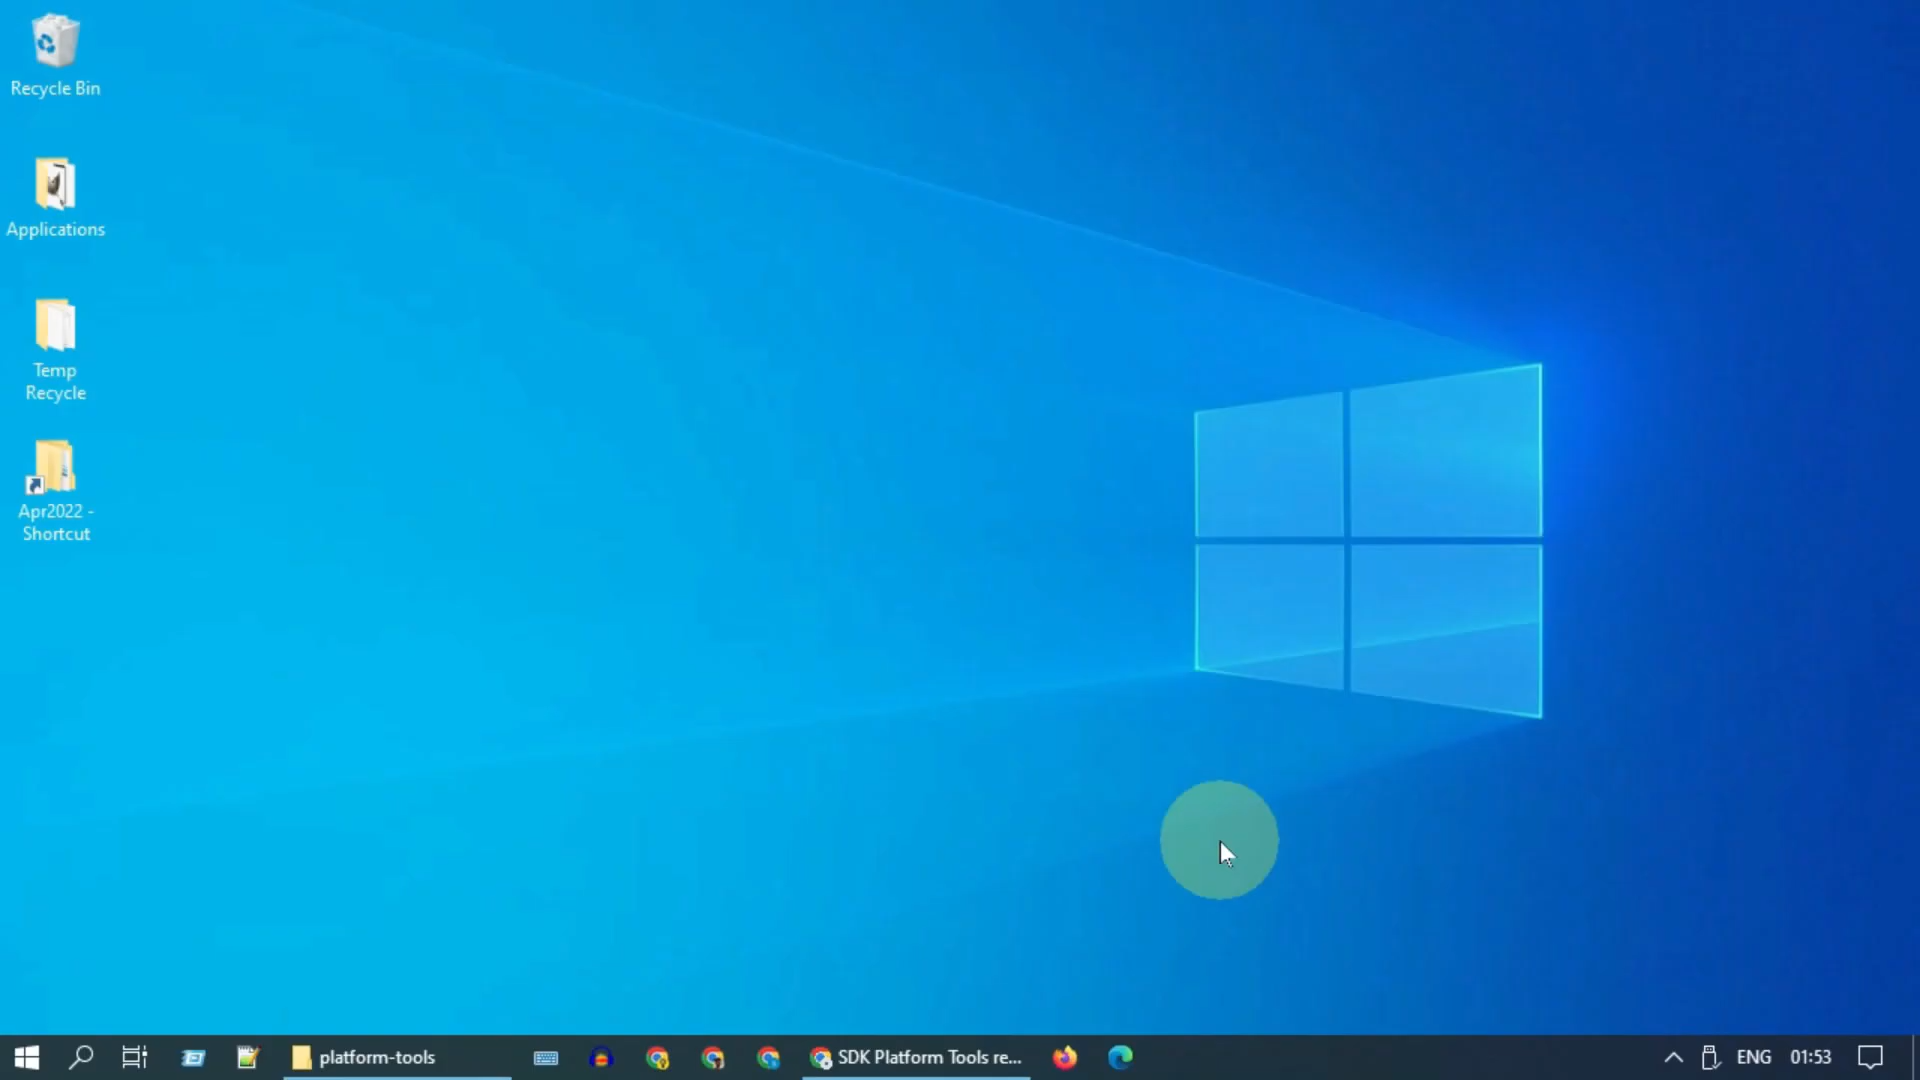 Recycle Bin
Applications
Temp
Recycle
Apr2022 -
Shortcut
platform-tools
SDK Platform Tools re...
ENG
01:53